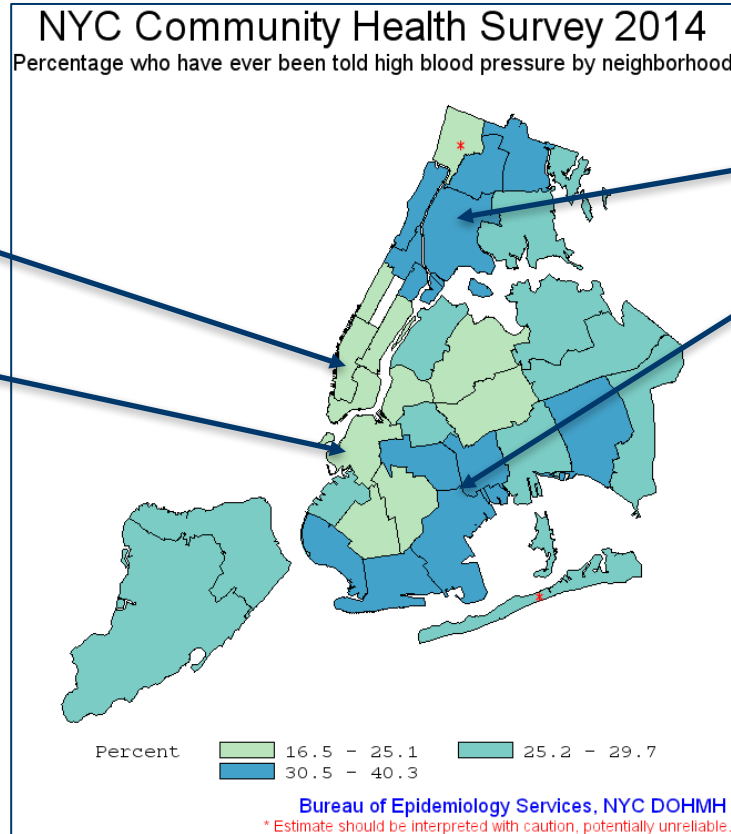 NYC Community Health Survey 2014
Percentage who have ever been told high blood pressure by neighborhood
*
*
Percent 16.5 - 25.1 25.2 - 29.7
30.5 - 40.3
Bureau of Epidemiology Services, NYC DOHMH
* Estimate should be interpreted with caution, potentially unreliable.